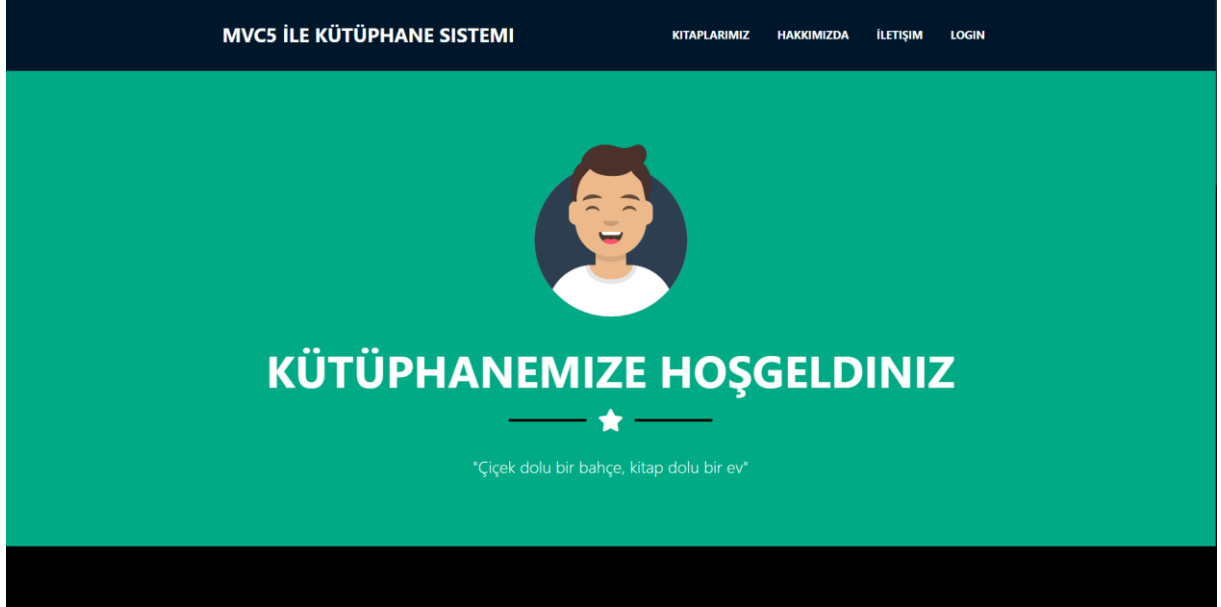 MVC5 İLE KÜTÜPHANE SISTEMI
KITAPLARIMIZ HAKKIMIZDA İLETIŞIM LOGIN
KÜTÜPHANEMIZE HOŞGELDINIZ
"Çiçek dolu bir bahçe, kitap dolu bir ev"